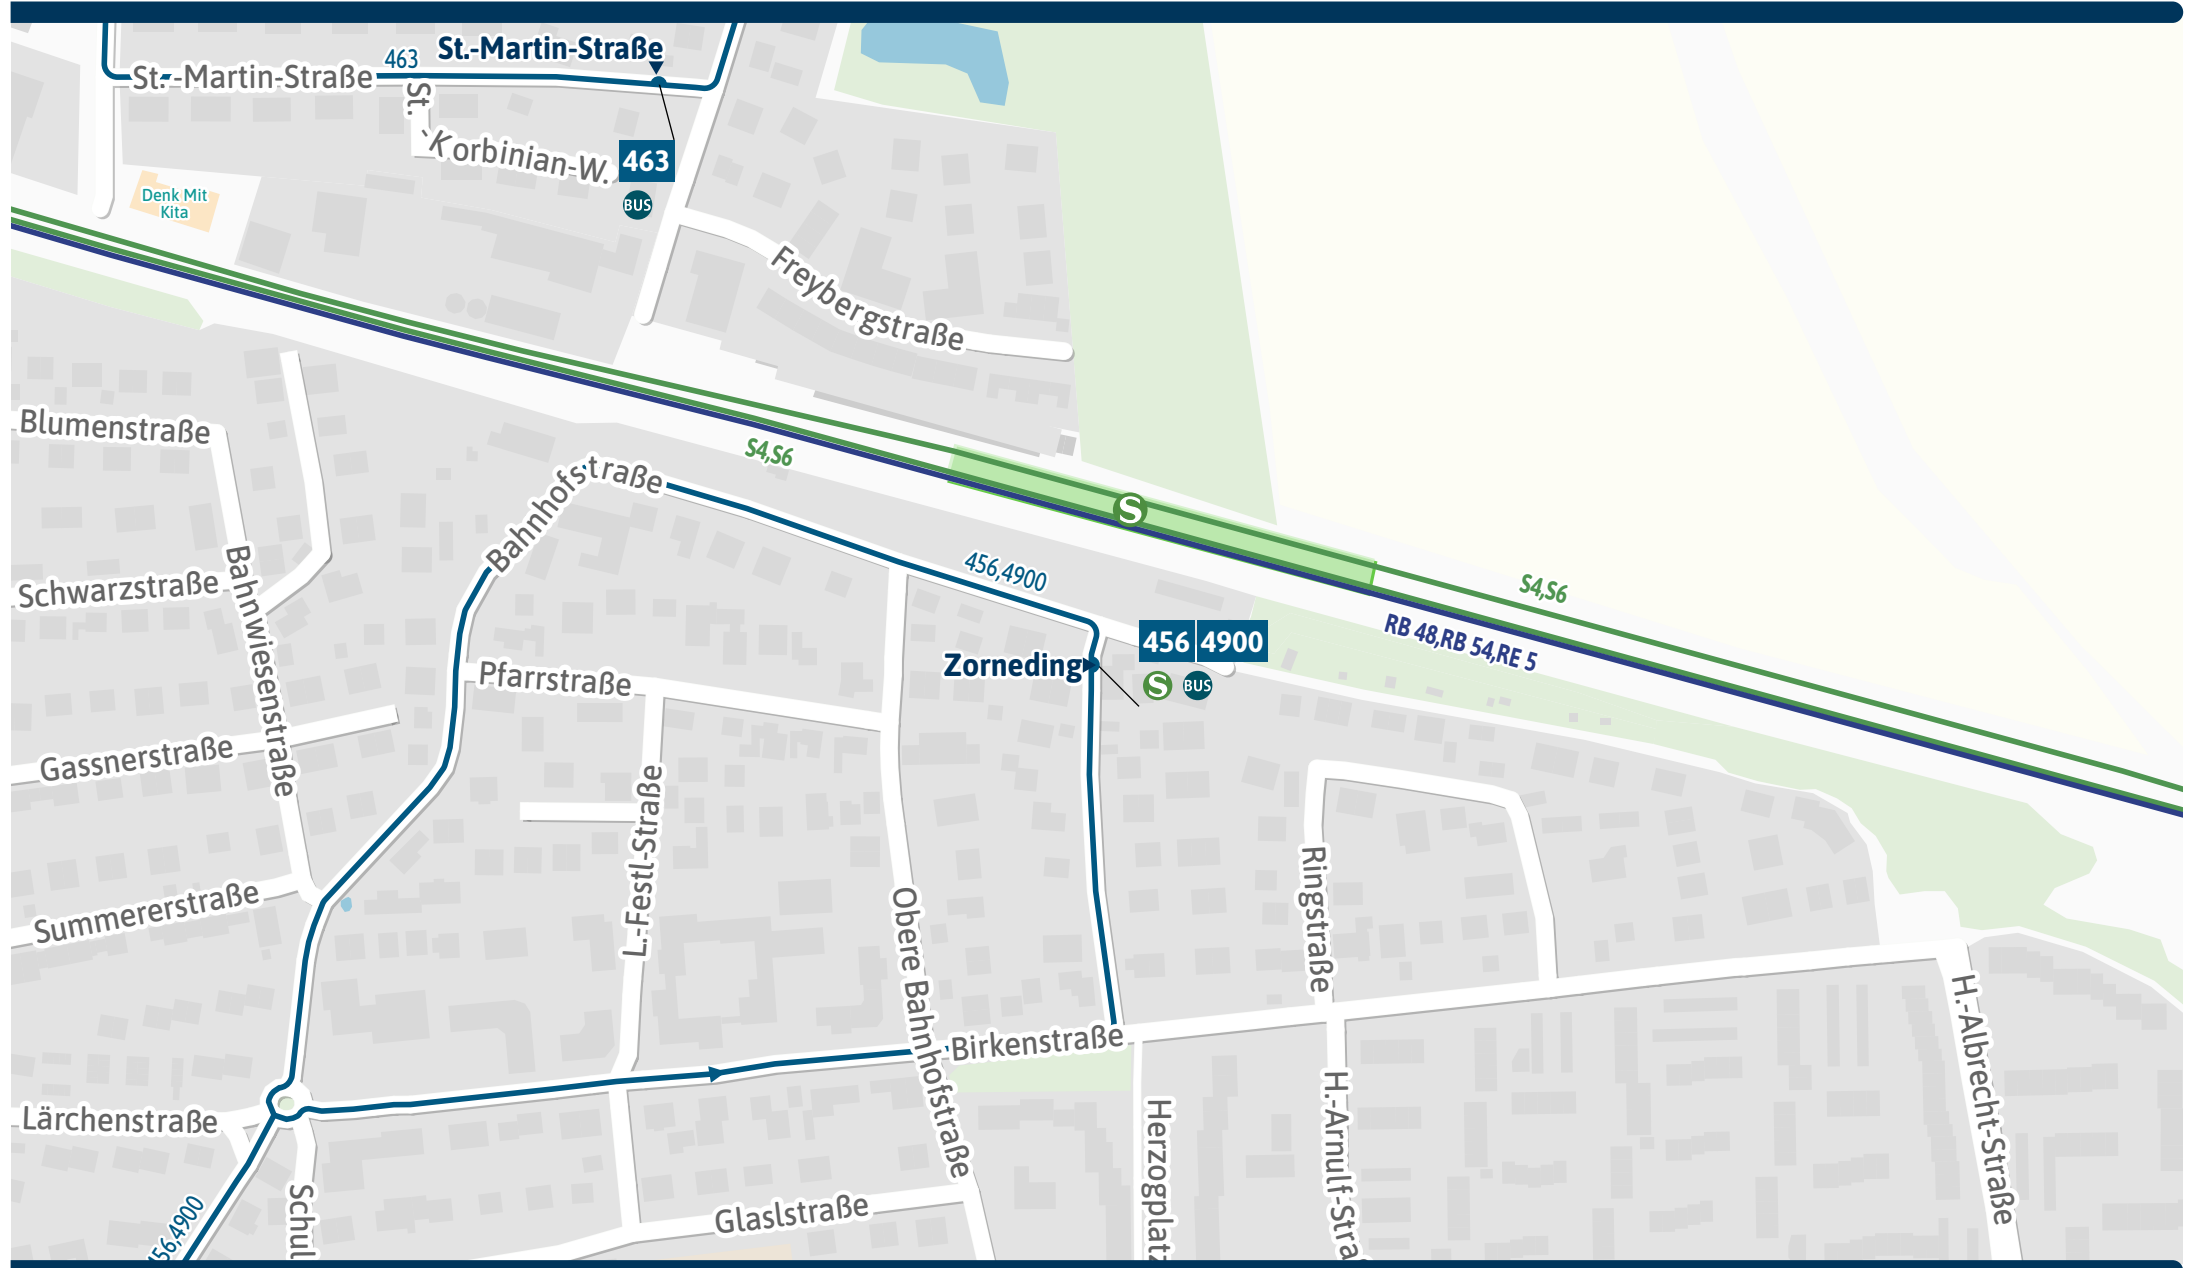 St.-Martin-Straße
463
St.-Martin-Straße
St.-Korbinian-W.
463
BUS
Denk Mit
Kita
Freybergstraße
Blumenstraße
S4,S6
Bahnhofstraße
S
456,4900
S4,S6
RB 48,RB 54,RE 5
Schwarzstraße
Bahnwiesenstraße
456 4900
Zorneding
S BUS
Pfarrstraße
Gassnerstraße
L.-Festl-Straße
Ringstraße
Summererstraße
Obere Bahnhofstraße
Birkenstraße
H.-Albrecht-Straße
Lärchenstraße
H.-Arnulf-Stra
Herzogplatz
Schul
456,4900
Glaslstraße